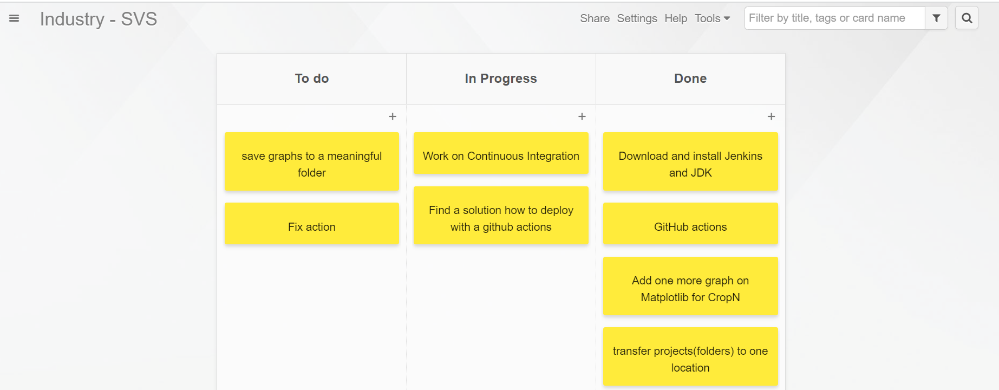 Industry - SVS
Share Settings Help Tools
Filter by title, tags or card name
To do
In Progress
Done
+
+
+
save graphs to a meaningful
folder
Fix action
Work on Continuous Integration
Find a solution how to deploy
with a github actions
Download and install Jenkins
and JDK
GitHub actions
Add one more graph on
Matplotlib for CropN
transfer projects(folders) to one
location